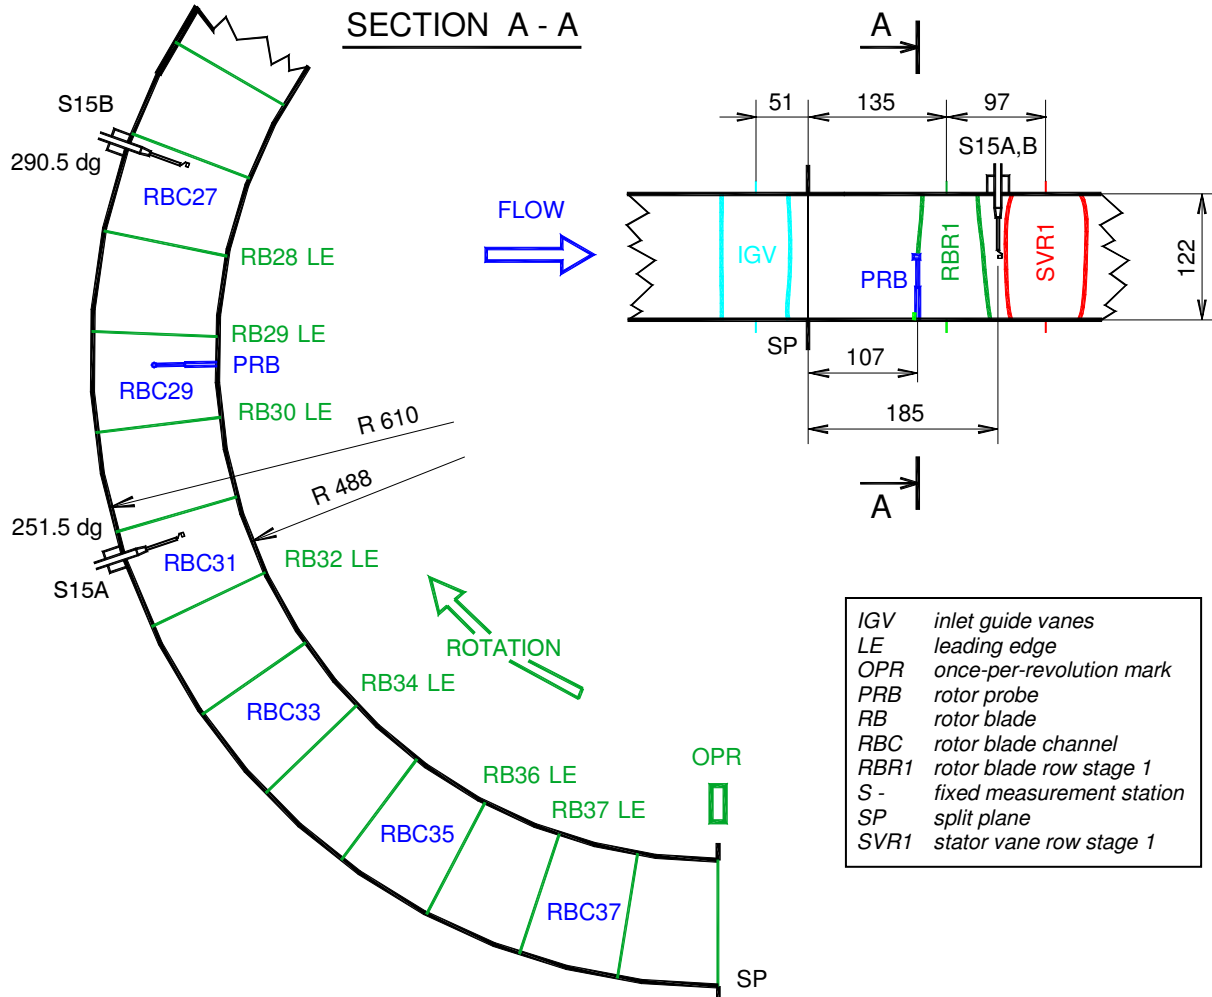 SECTION A - A
A
51
135
97
S15A,B
S15B
290.5 dg
RBC27
FLOW
IGV
PRB
RBR1
SVR1
122
RB28 LE
RB29 LE
PRB
RBC29
RB30 LE
SP
107
185
R 610
R 488
A
251.5 dg
RBC31
S15A
RB32 LE
ROTATION
RB34 LE
RBC33
RB36 LE
OPR
RB37 LE
RBC35
RBC37
SP
IGV inlet guide vanes
LE leading edge
OPR once-per-revolution mark
PRB rotor probe
RB rotor blade
RBC rotor blade channel
RBR1 rotor blade row stage 1
S - fixed measurement station
SP split plane
SVR1 stator vane row stage 1